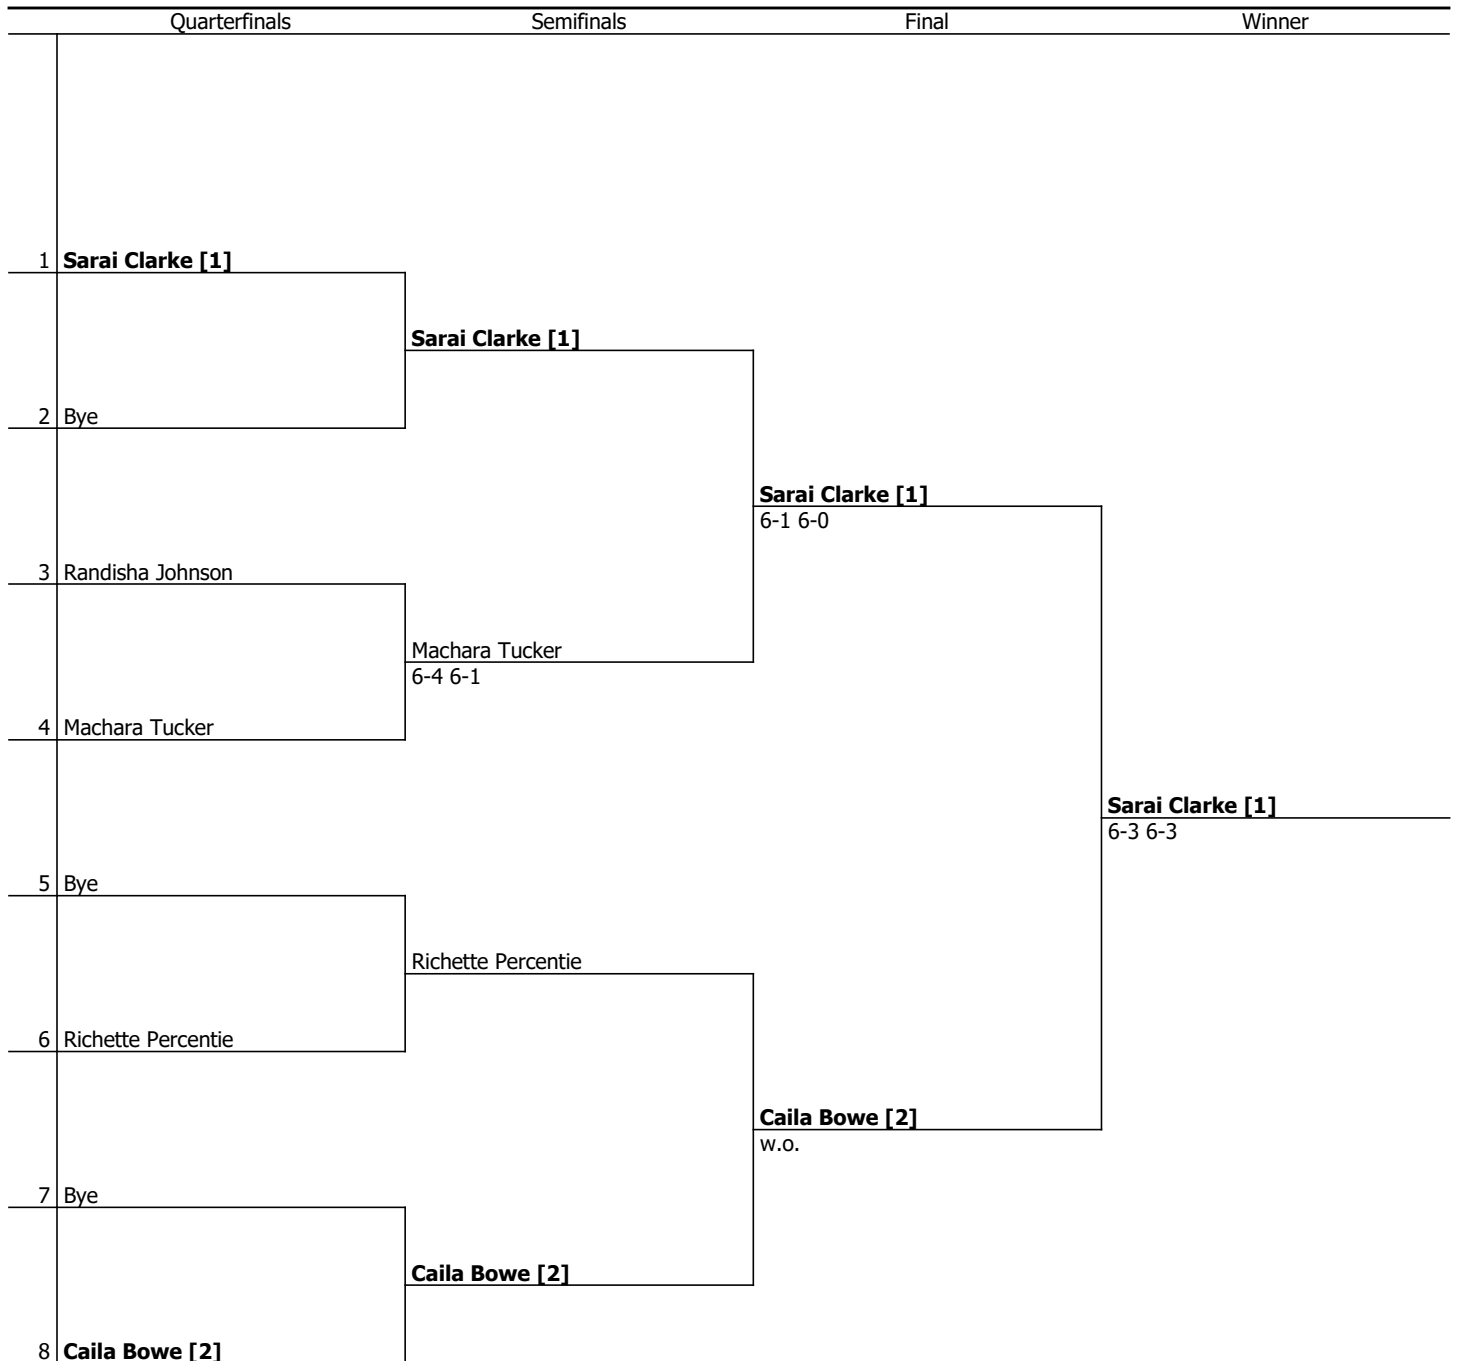 Quarterfinals Semifinals Final Winner
1 Sarai Clarke [1]
Sarai Clarke [1]
2 Bye
Sarai Clarke [1]
6-1 6-0
3 Randisha Johnson
Machara Tucker
6-4 6-1
4 Machara Tucker
Sarai Clarke [1]
6-3 6-3
5 Bye
Richette Percentie
6 Richette Percentie
Caila Bowe [2]
w.o.
7 Bye
Caila Bowe [2]
8 Caila Bowe [2]